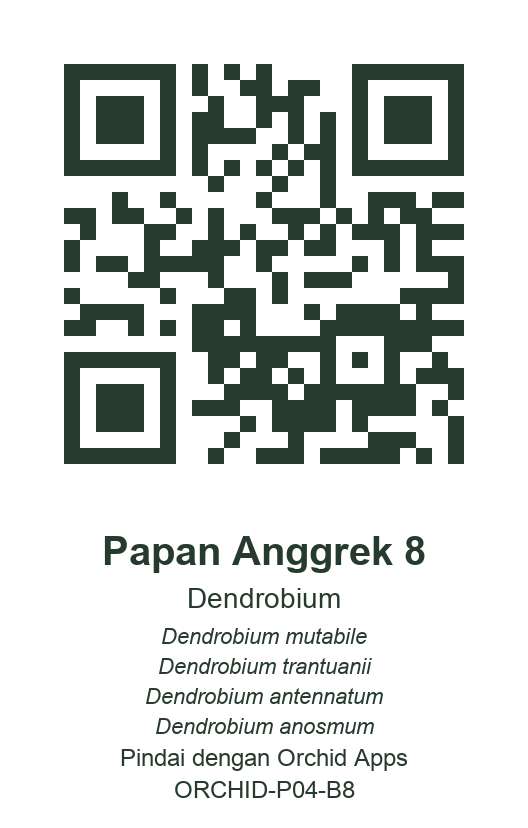 Papan Anggrek 8
Dendrobium
Dendrobium mutabile
Dendrobium trantuanii
Dendrobium antennatum
Dendrobium anosmum
Pindai dengan Orchid Apps
ORCHID-P04-B8